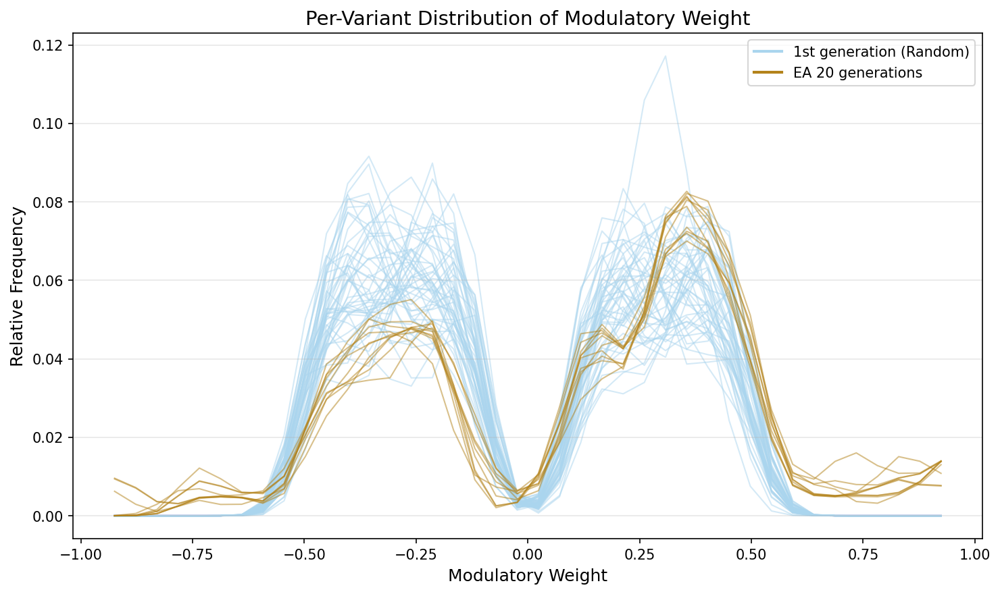 Per-Variant Distribution of Modulatory Weight
1st generation (Random)
EA 20 generations
Relative Frequency
0.12
0.10
0.08
0.06
0.04
0.02
0.00
−1.00 −0.75 −0.50 −0.25 0.00 0.25 0.50 0.75 1.00
Modulatory Weight